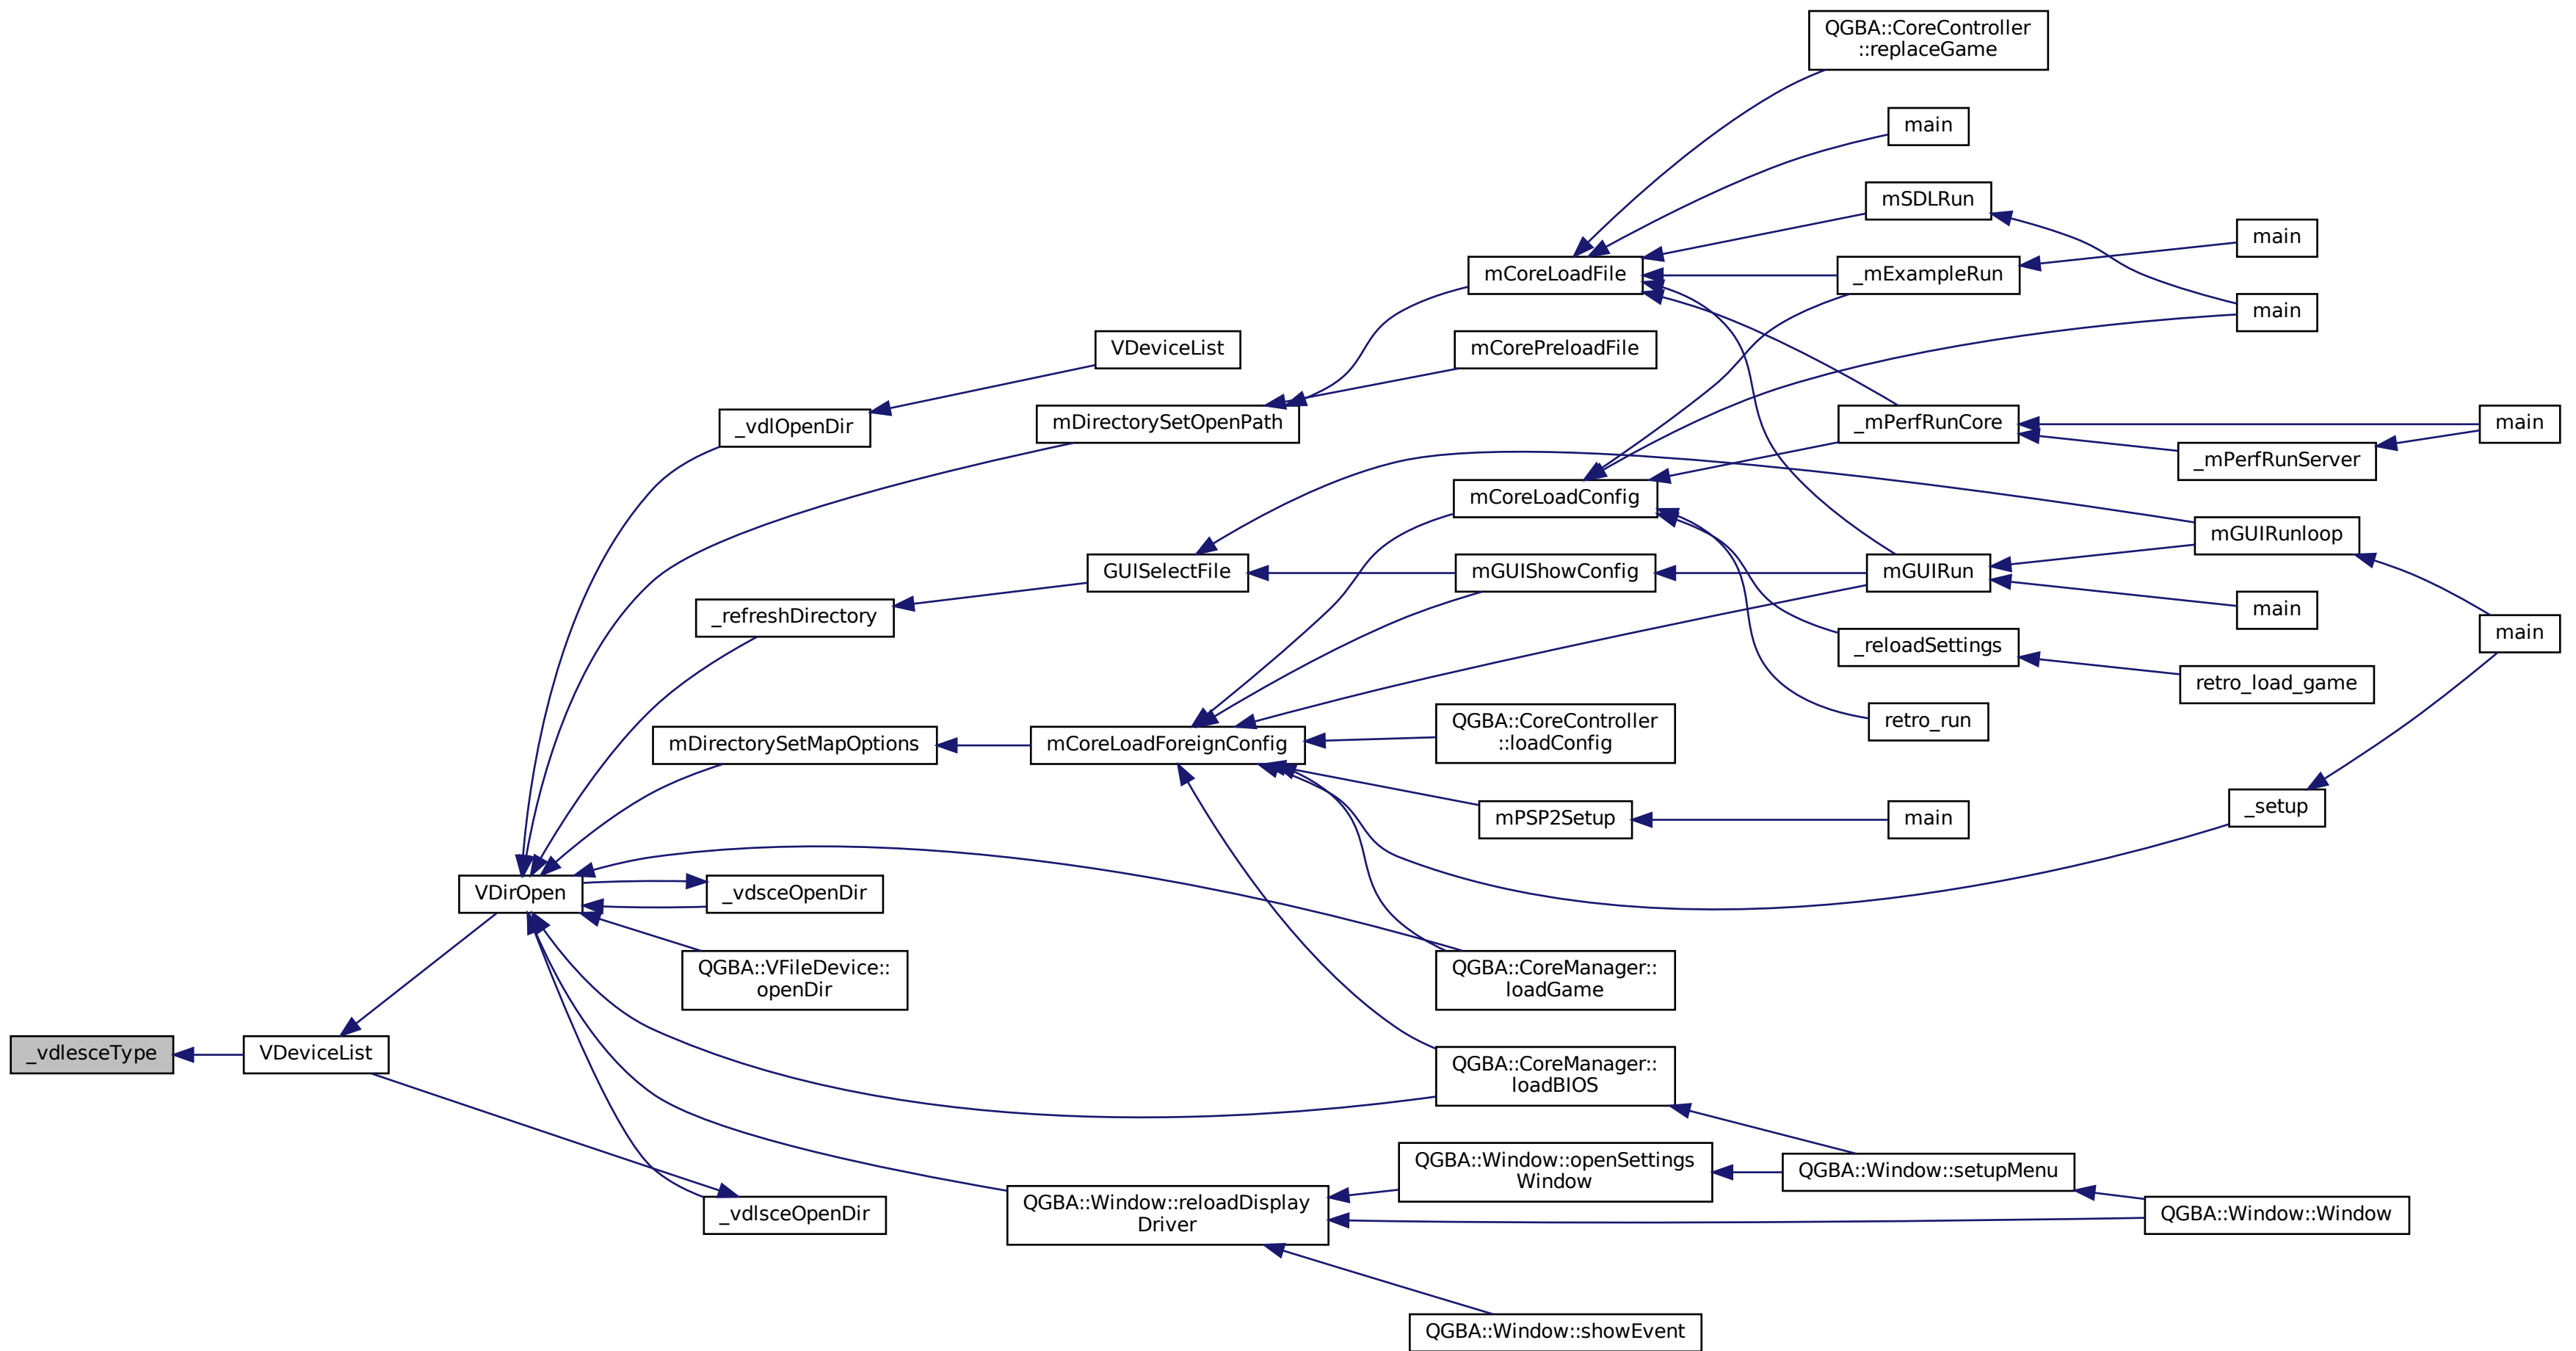 QGBA::CoreController
::replaceGame
main
mSDLRun
main
mCoreLoadFile
_mExampleRun
main
VDeviceList
mCorePreloadFile
_vdlOpenDir
mDirectorySetOpenPath
_mPerfRunCore
main
_mPerfRunServer
mCoreLoadConfig
mGUIRunloop
GUISelectFile
mGUIShowConfig
mGUIRun
main
_refreshDirectory
main
_reloadSettings
retro_load_game
retro_run
mDirectorySetMapOptions
mCoreLoadForeignConfig
QGBA::CoreController
::loadConfig
mPSP2Setup
main
_setup
VDirOpen
_vdsceOpenDir
QGBA::VFileDevice::
openDir
QGBA::CoreManager::
loadGame
_vdlesceType
VDeviceList
QGBA::CoreManager::
loadBIOS
QGBA::Window::openSettings
Window
QGBA::Window::setupMenu
_vdlsceOpenDir
QGBA::Window::reloadDisplay
Driver
QGBA::Window::Window
QGBA::Window::showEvent